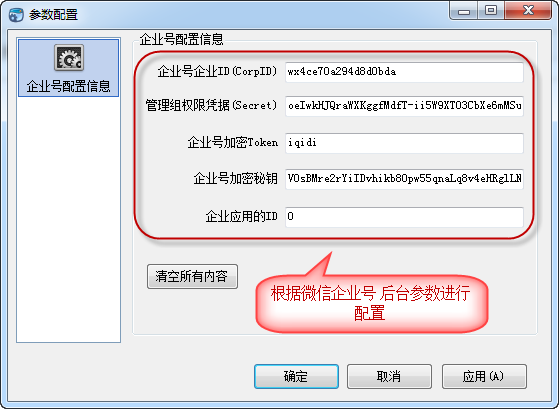 参数配置
企业号配置信息
企业号配置信息
企业号企业ID(CorpID)
wx4ce70a294d8d0bda
管理组权限凭据(Secret)
oeIwkHJQraWXKggfMdfT-ii5W9XT03CbXe6mMSu
企业号加密Token
iqidi
企业号加密秘钥
VOsBMre2rYiIDvhikb8Opw55qnaLq8v4eHRglLN
企业应用的ID
0
清空所有内容
根据微信企业号 后台参数进行
配置
确定
取消
应用(A)